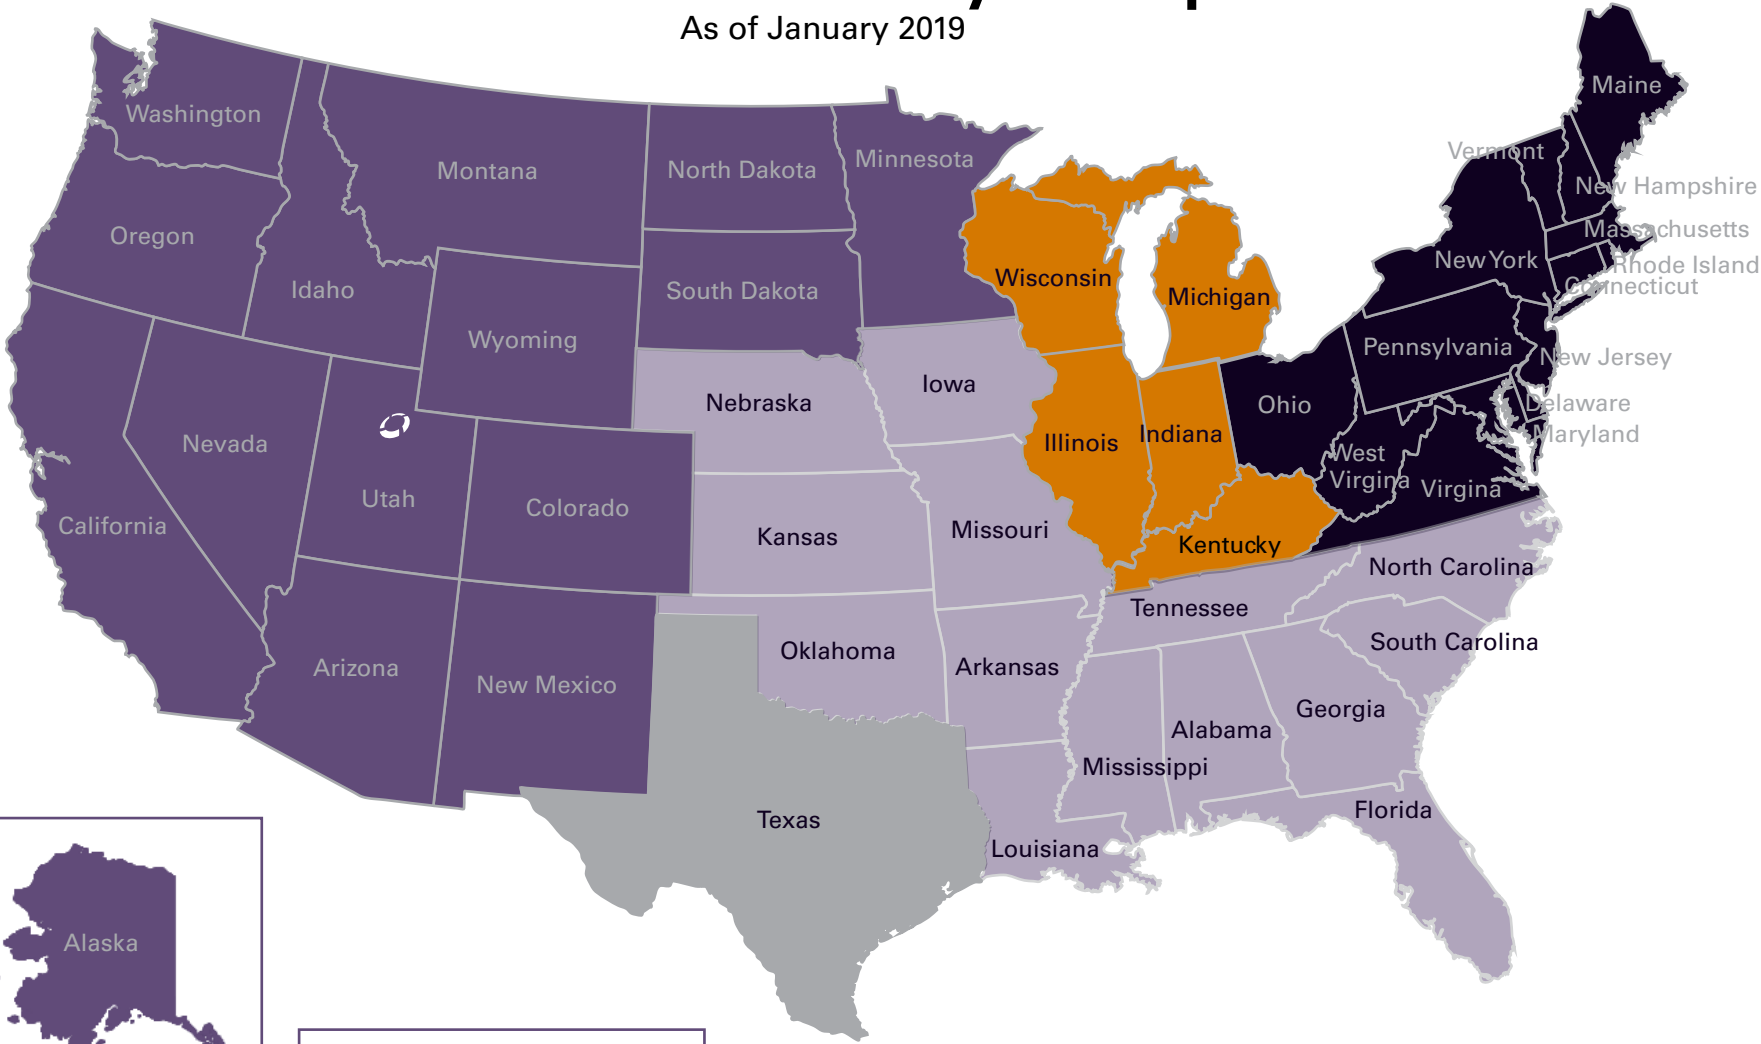 As of January 2019
Maine
Washington
Vermont
Minnesota
North Dakota
Montana
New Hampshire
Massachusetts
Oregon
New York
Rhode Island
Wisconsin
Connecticut
Idaho
South Dakota
Michigan
Wyoming
Pennsylvania
New Jersey
Iowa
Nebraska
Ohio
Delaware
Nevada
Illinois
Indiana
Maryland
West
Virgina
Virgina
Utah
Colorado
California
Missouri
Kansas
Kentucky
North Carolina
Tennessee
South Carolina
Oklahoma
Arkansas
Arizona
New Mexico
Georgia
Alabama
Mississippi
Florida
Texas
Louisiana
Alaska